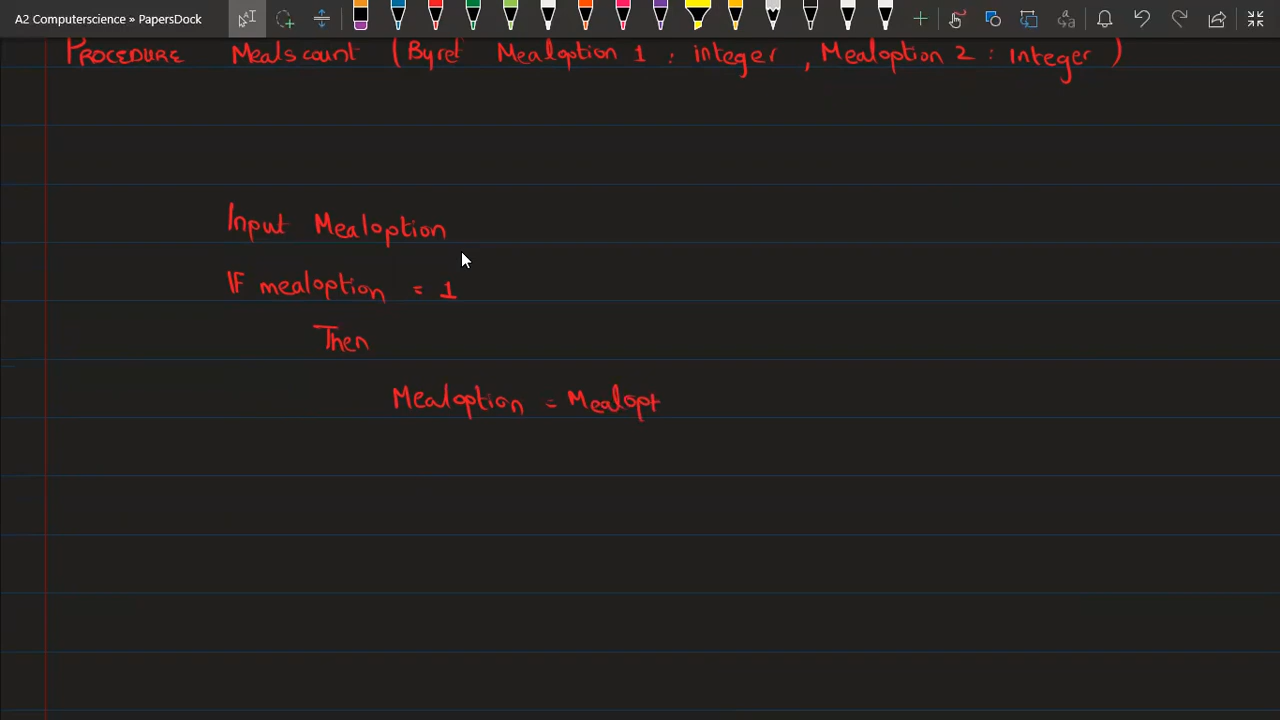 A2 Computerscience » PapersDock
PROCEDURE Mealscount (Byref Mealoption 1 : integer , Mealoption 2 : Integer )
Input Mealoption
IF mealoption = 1
Then
Mealoption = Mealopt